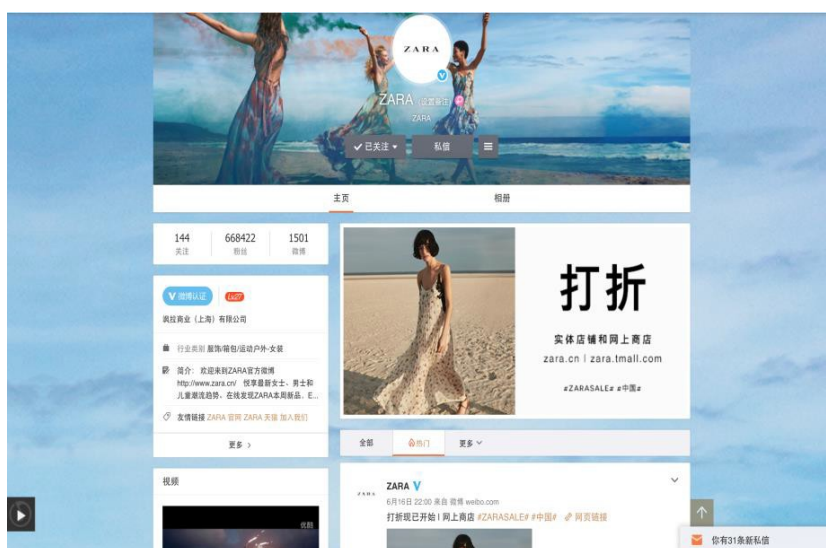 ZARA
ZARA (设置备注)
ZARA
已关注
私信
主页
相册
144
668422
1501
关注
粉丝
微博
打折
实体店铺和网上商店
zara.cn | zara.tmall.com
#ZARASALE# #中国#
V 微博认证
Lv27
飒拉商业（上海）有限公司
行业类别 服饰/箱包/运动户外-女装
简介： 欢迎来到ZARA官方微博
http://www.zara.cn/ 悦享最新女士、男士和
儿童潮流趋势、在线发现ZARA本周新品。E...
友情链接 ZARA 官网 ZARA 天猫 加入我们
更多 >
全部
热门
更多
视频
优酷
ZARA
ZARA V
6月16日 22:00 来自 微博 weibo.com
打折现已开始 | 网上商店 #ZARASALE# #中国# 网页链接
你有31条新私信